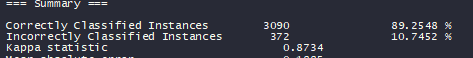 === Summary ===
Correctly Classified Instances 3090 89.2548 %
Incorrectly Classified Instances 372 10.7452 %
Kappa statistic 0.8734